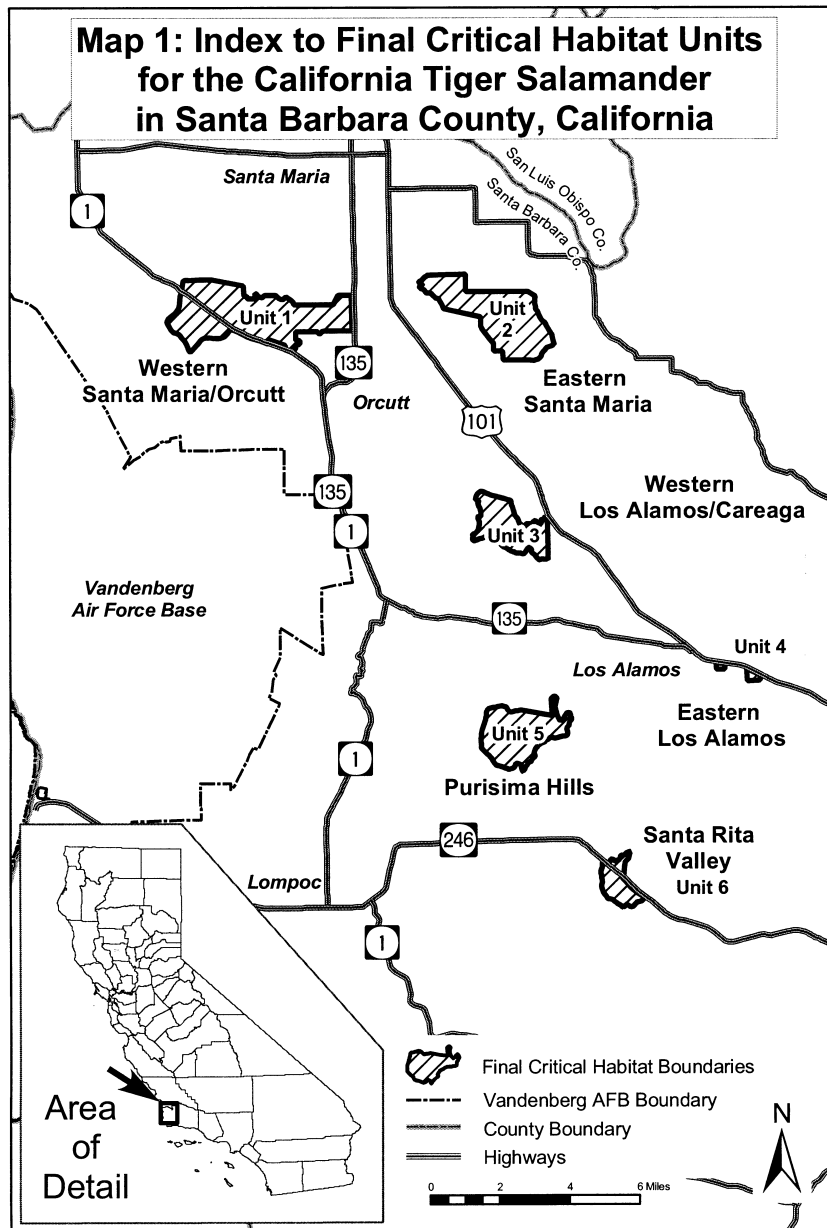 Map 1: Index to Final Critical Habitat Units
for the California Tiger Salamander
in Santa Barbara County, California
Santa Maria
San Luis Obispo Co.
Santa Barbara Co.
1
Unit 1
Unit
2
Western
Santa Maria/Orcutt
135
Orcutt
Eastern
Santa Maria
101
135
1
Western
Los Alamos/Careaga
Unit 3
Vandenberg
Air Force Base
135
Unit 4
Los Alamos
Eastern
Los Alamos
Unit 5
1
Purisima Hills
246
Santa Rita
Valley
Unit 6
Lompoc
1
Area
of
Detail
Final Critical Habitat Boundaries
Vandenberg AFB Boundary
County Boundary
Highways
0 2 4 6 Miles
N